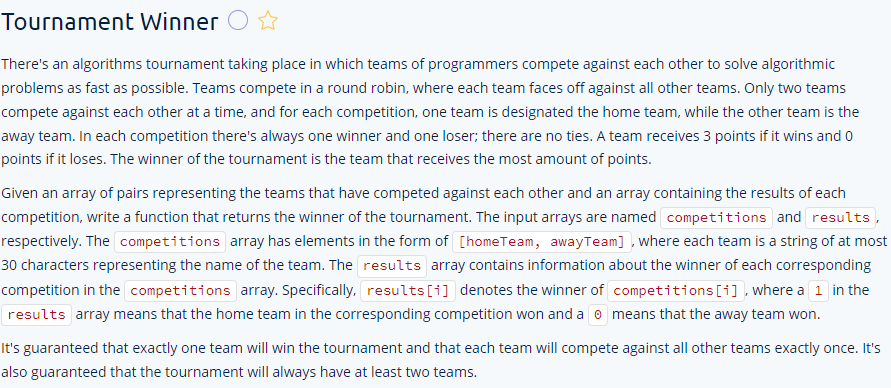 Tournament Winner
There's an algorithms tournament taking place in which teams of programmers compete against each other to solve algorithmic
problems as fast as possible. Teams compete in a round robin, where each team faces off against all other teams. Only two teams
compete against each other at a time, and for each competition, one team is designated the home team, while the other team is the
away team. In each competition there's always one winner and one loser; there are no ties. A team receives 3 points if it wins and 0
points if it loses. The winner of the tournament is the team that receives the most amount of points.
Given an array of pairs representing the teams that have competed against each other and an array containing the results of each
competition, write a function that returns the winner of the tournament. The input arrays are named competitions and results ,
respectively. The competitions array has elements in the form of [homeTeam, awayTeam] , where each team is a string of at most
30 characters representing the name of the team. The results array contains information about the winner of each corresponding
competition in the competitions array. Specifically, results[i] denotes the winner of competitions[i] , where a 1 in the
results array means that the home team in the corresponding competition won and a 0 means that the away team won.
It's guaranteed that exactly one team will win the tournament and that each team will compete against all other teams exactly once. It's
also guaranteed that the tournament will always have at least two teams.